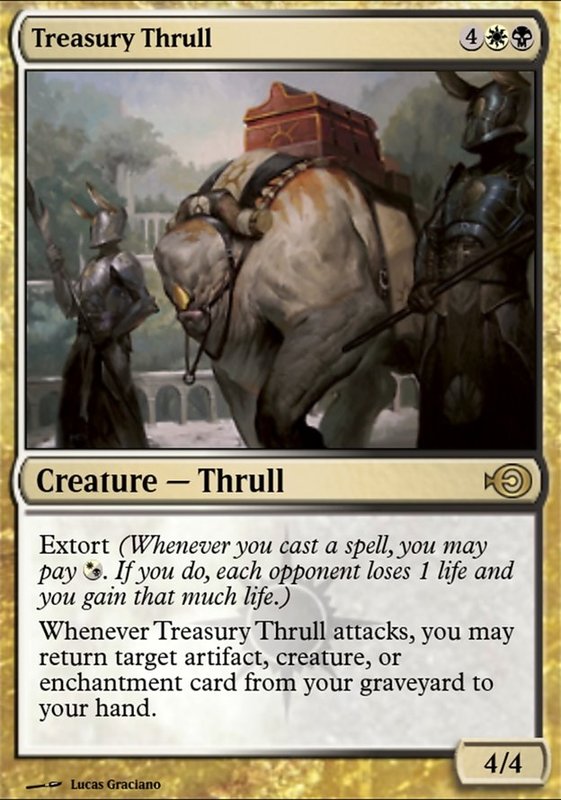 Treasury Thrull 4
Creature — Thrull
Extort (Whenever you cast a spell, you may
pay . If you do, each opponent loses 1 life and
you gain that much life.)
Whenever Treasury Thrull attacks, you may
return target artifact, creature, or
enchantment card from your graveyard to
your hand.
4/4
Lucas Graciano